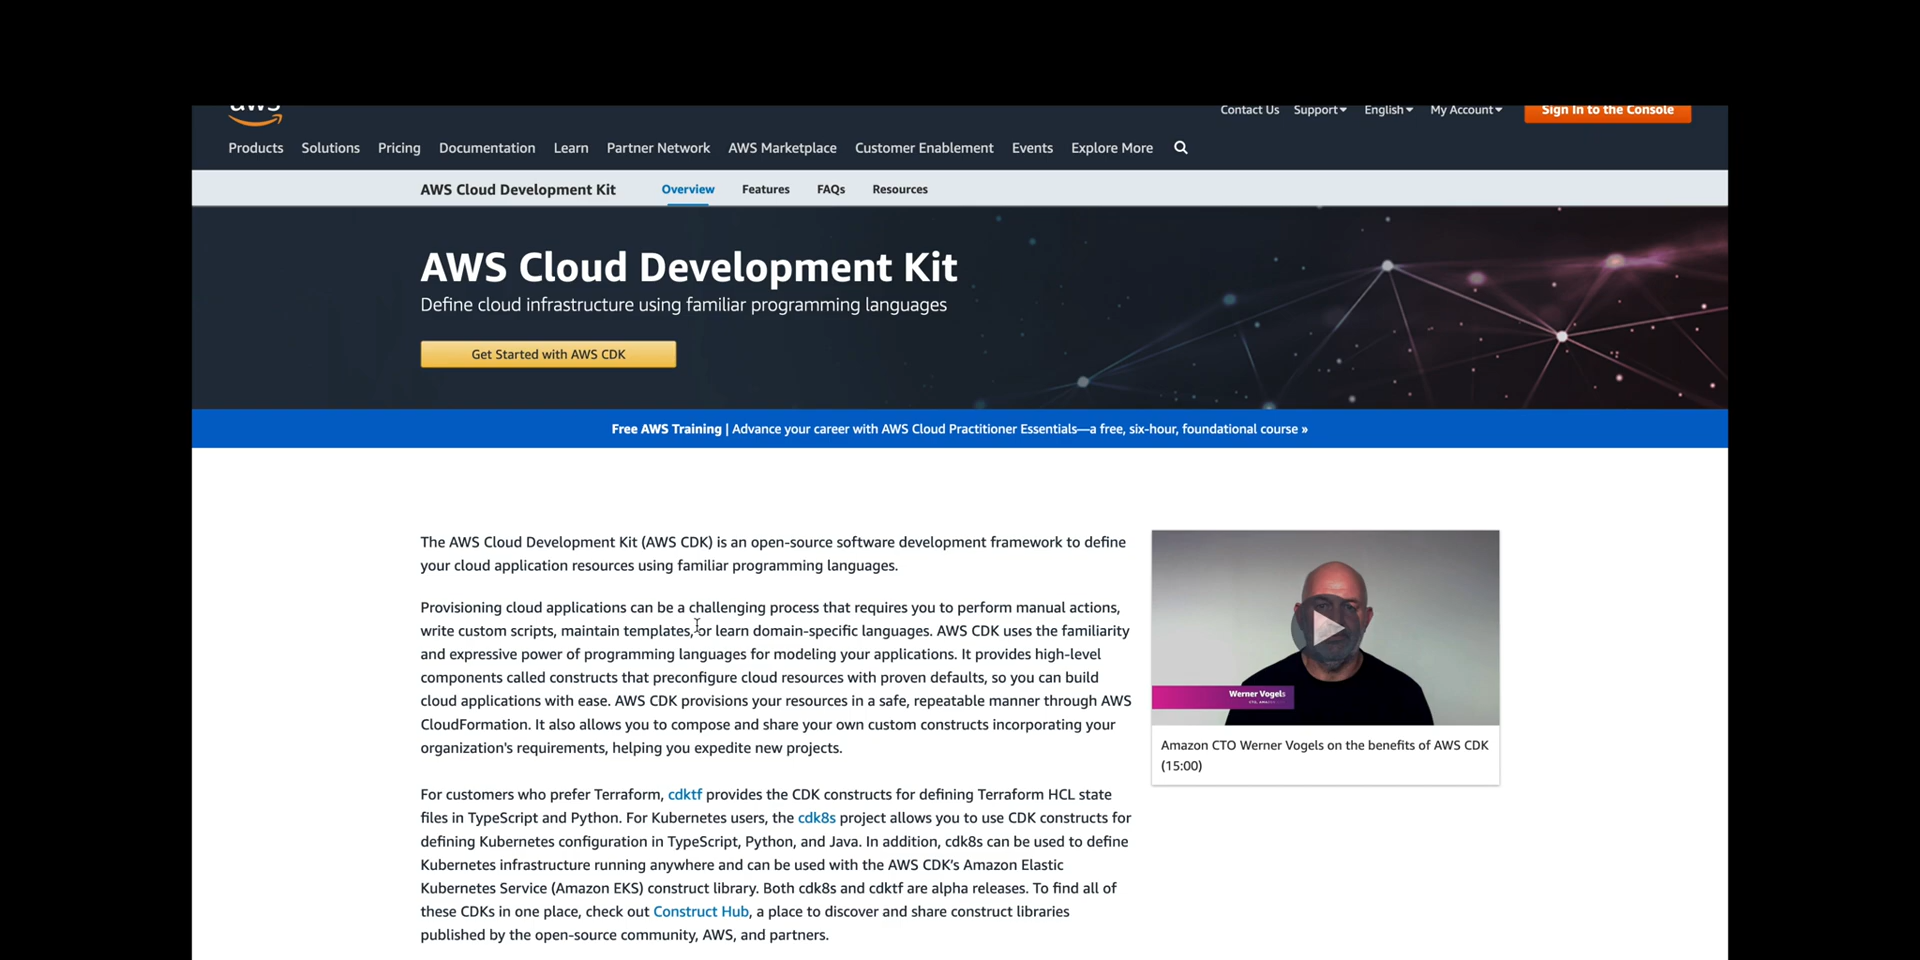 aws
Contact Us Support English My Account Sign In to the Console
Products Solutions Pricing Documentation Learn Partner Network AWS Marketplace Customer Enablement Events Explore More
AWS Cloud Development Kit Overview Features FAQs Resources
AWS Cloud Development Kit
Define cloud infrastructure using familiar programming languages
Get Started with AWS CDK
Free AWS Training | Advance your career with AWS Cloud Practitioner Essentials—a free, six-hour, foundational course »
The AWS Cloud Development Kit (AWS CDK) is an open-source software development framework to define
your cloud application resources using familiar programming languages.
Provisioning cloud applications can be a challenging process that requires you to perform manual actions,
write custom scripts, maintain templates, or learn domain-specific languages. AWS CDK uses the familiarity
and expressive power of programming languages for modeling your applications. It provides high-level
components called constructs that preconfigure cloud resources with proven defaults, so you can build
cloud applications with ease. AWS CDK provisions your resources in a safe, repeatable manner through AWS
CloudFormation. It also allows you to compose and share your own custom constructs incorporating your
organization's requirements, helping you expedite new projects.
For customers who prefer Terraform, cdktf provides the CDK constructs for defining Terraform HCL state
files in TypeScript and Python. For Kubernetes users, the cdk8s project allows you to use CDK constructs for
defining Kubernetes configuration in TypeScript, Python, and Java. In addition, cdk8s can be used to define
Kubernetes infrastructure running anywhere and can be used with the AWS CDK's Amazon Elastic
Kubernetes Service (Amazon EKS) construct library. Both cdk8s and cdktf are alpha releases. To find all of
these CDKs in one place, check out Construct Hub, a place to discover and share construct libraries
published by the open-source community, AWS, and partners.
Werner Vogels
Amazon CTO Werner Vogels on the benefits of AWS CDK
(15:00)